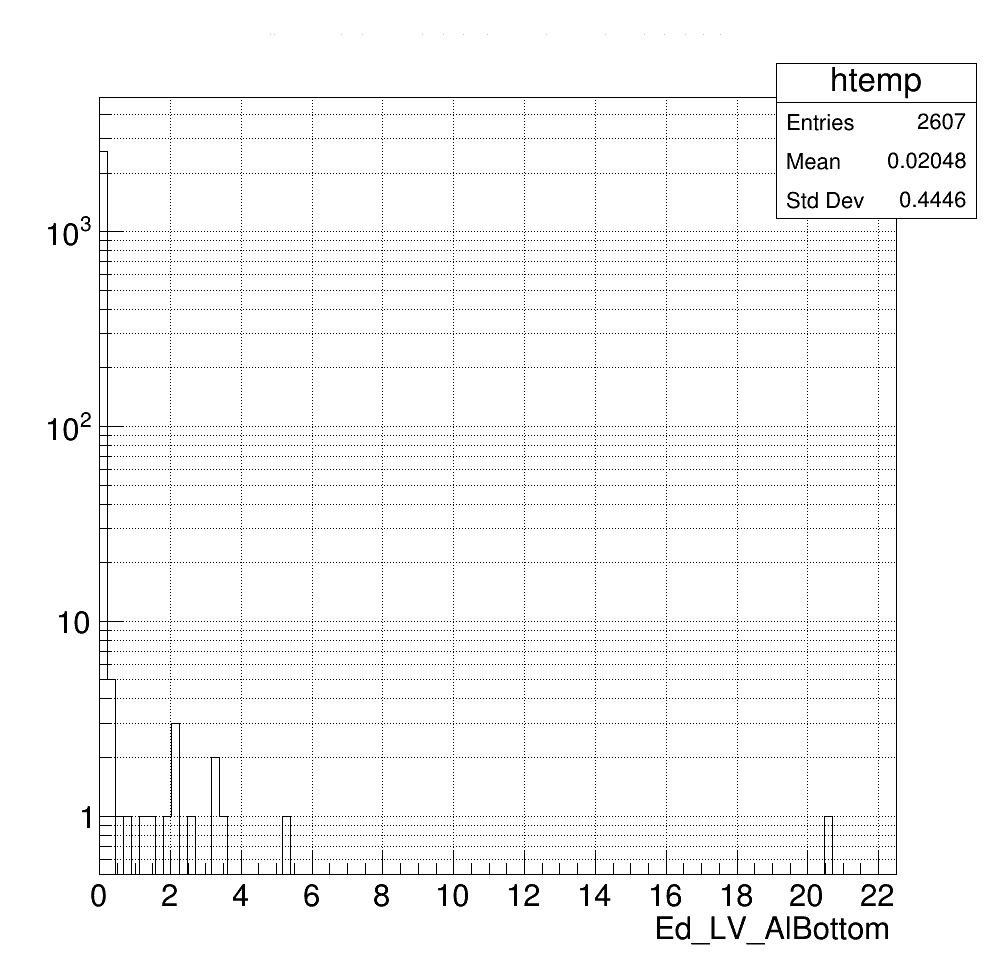 htemp
Entries 2607
Mean 0.02048
Std Dev 0.4446
10³
10²
10
1
0 2 4 6 8 10 12 14 16 18 20 22
Ed_LV_AlBottom